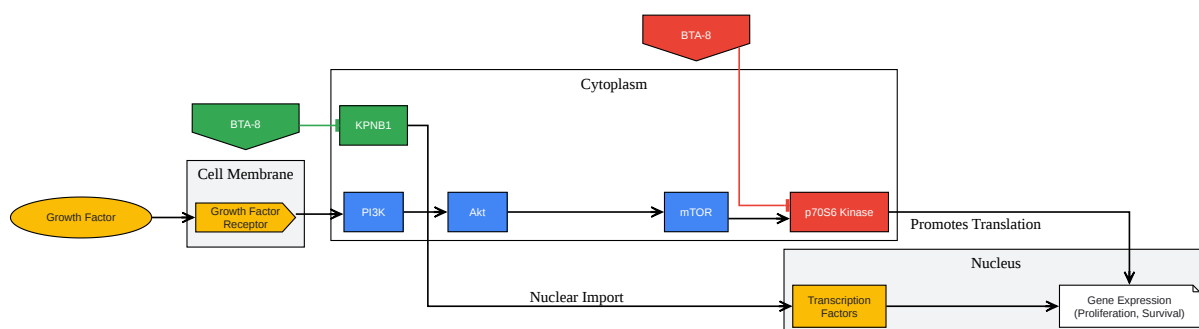 BTA-8
Cytoplasm
BTA-8
KPNB1
Cell Membrane
Growth Factor
Growth Factor
Receptor
PI3K
Akt
mTOR
p70S6 Kinase
Promotes Translation
Nucleus
Nuclear Import
Transcription
Factors
Gene Expression
(Proliferation, Survival)